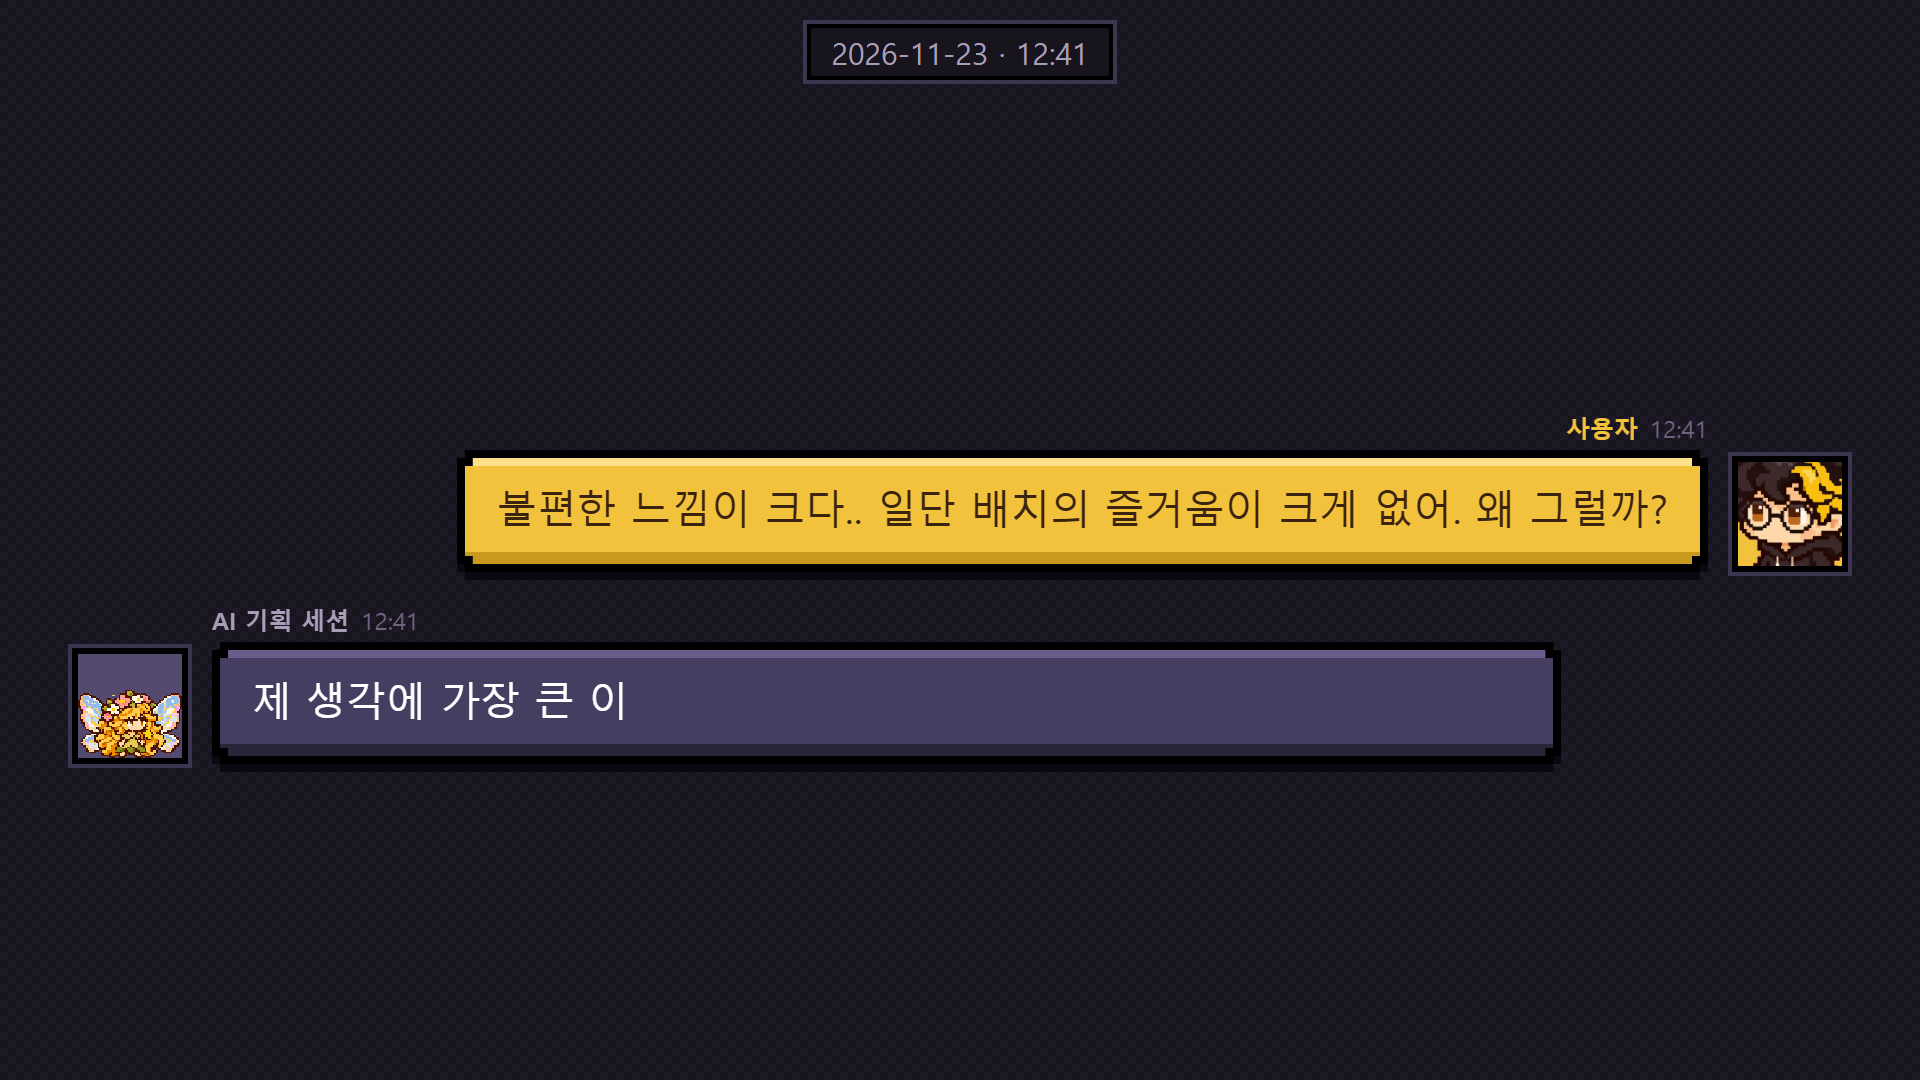 2026-11-23 · 12:41
사용자 12:41
불편한 느낌이 크다.. 일단 배치의 즐거움이 크게 없어. 왜 그럴까?
AI 기획 세션 12:41
제 생각에 가장 큰 이